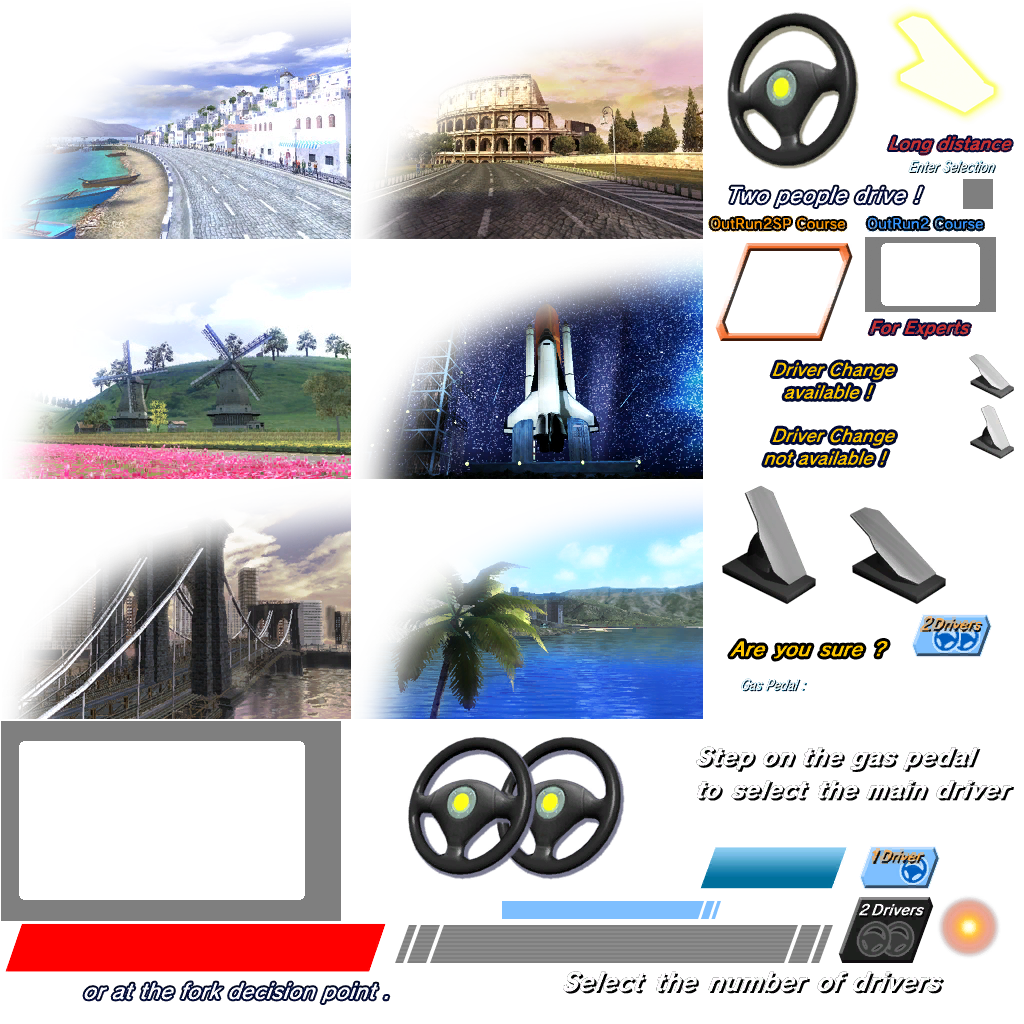 Long distance
Enter Selection
Two people drive !
OutRun2SP Course
OutRun2 Course
For Experts
Driver Change
available !
Driver Change
not available !
2 Drivers
Are you sure ?
Gas Pedal :
Step on the gas pedal
to select the main driver
1 Driver
2 Drivers
Select the number of drivers
or at the fork decision point .